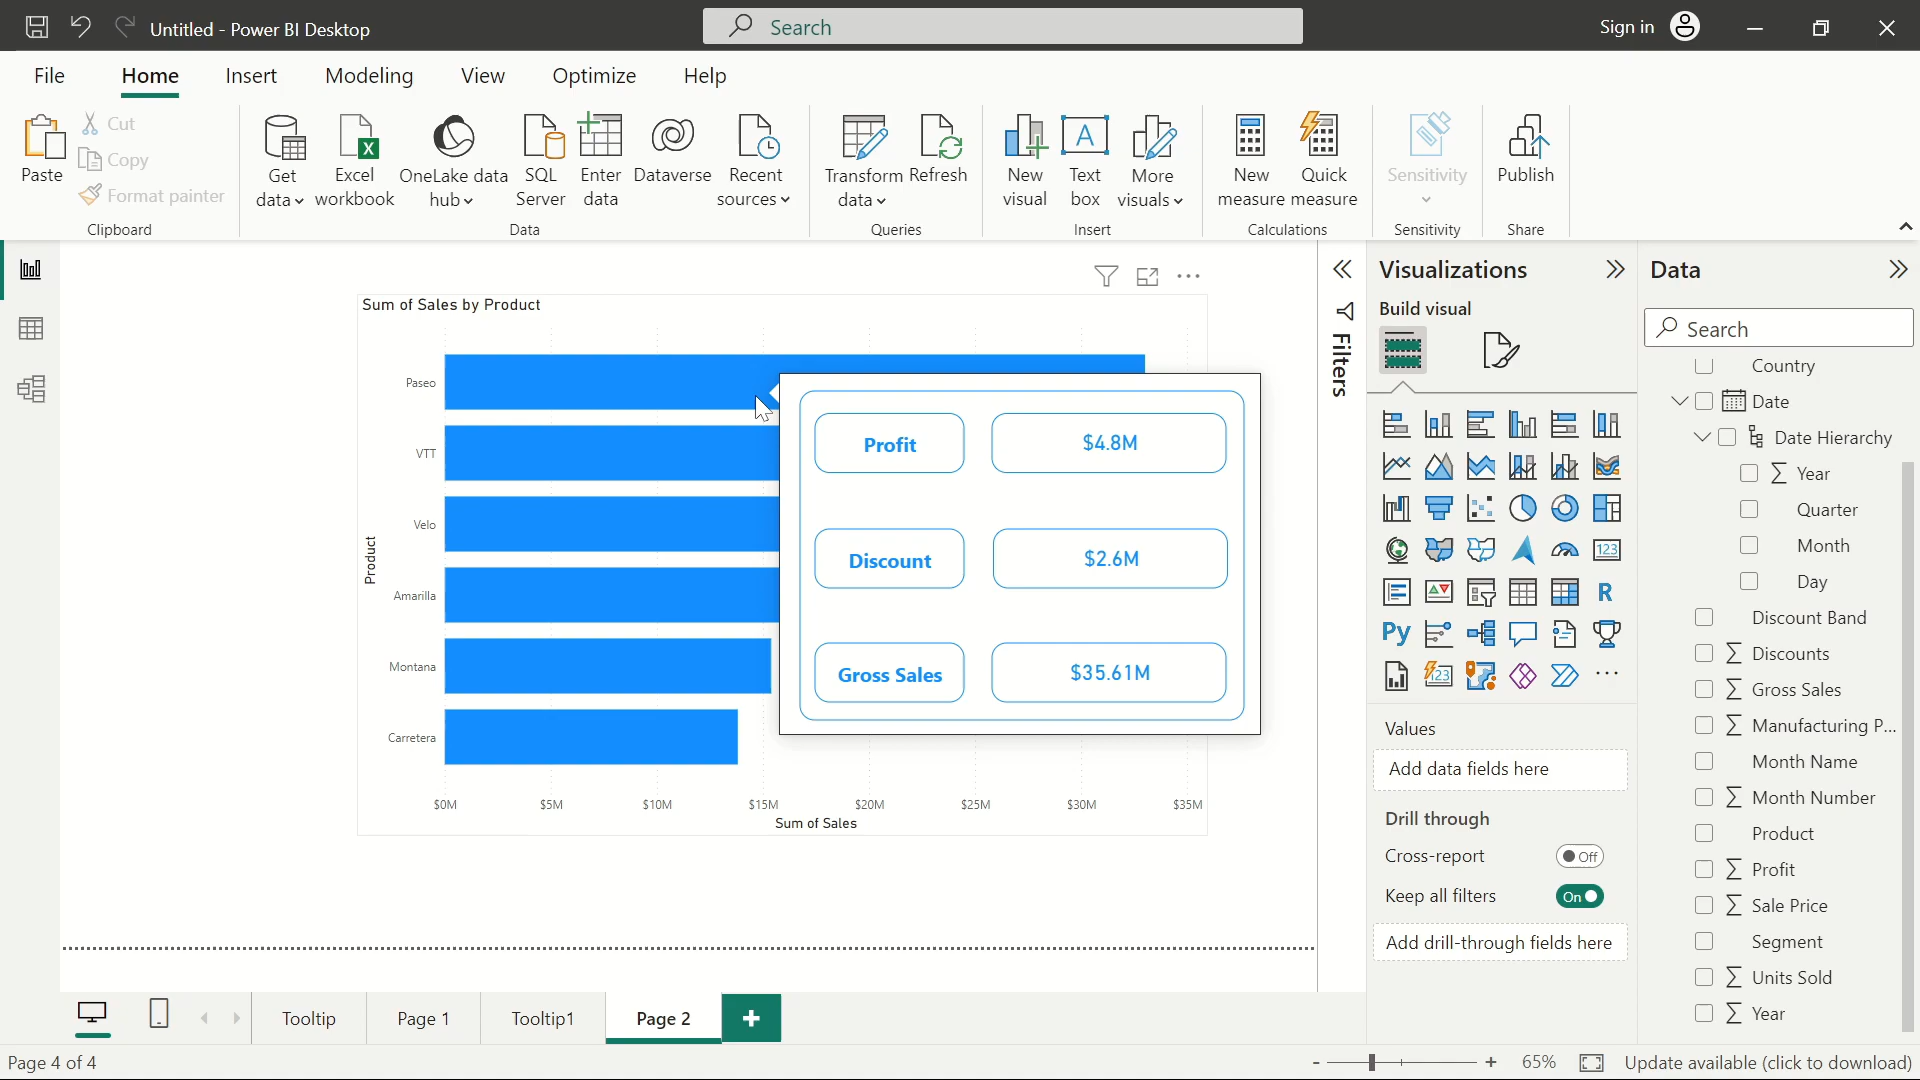 Untitled - Power BI Desktop
Search
Sign in
File
Home
Insert
Modeling
View
Optimize
Help
Paste
Cut
Copy
Format painter
Clipboard
Get
data
Excel
workbook
OneLake data
hub
SQL
Server
Enter
data
Dataverse
Recent
sources
Data
Transform
data
Refresh
Queries
New
visual
Text
box
More
visuals
Insert
New
measure
Quick
measure
Calculations
Sensitivity
Sensitivity
Publish
Share
Sum of Sales by Product
Product
Paseo
VTT
Velo
Amarilla
Montana
Carretera
$0M
$5M
$10M
$15M
$20M
$25M
$30M
$35M
Sum of Sales
Profit
$4.8M
Discount
$2.6M
Gross Sales
$35.61M
Filters
Visualizations
Build visual
123
R
Py
123
Values
Add data fields here
Drill through
Cross-report
Off
Keep all filters
On
Add drill-through fields here
Data
Search
Country
Date
Date Hierarchy
Year
Quarter
Month
Day
Discount Band
Discounts
Gross Sales
Manufacturing P...
Month Name
Month Number
Product
Profit
Sale Price
Segment
Units Sold
Year
Tooltip
Page 1
Tooltip1
Page 2
Page 4 of 4
65%
Update available (click to download)